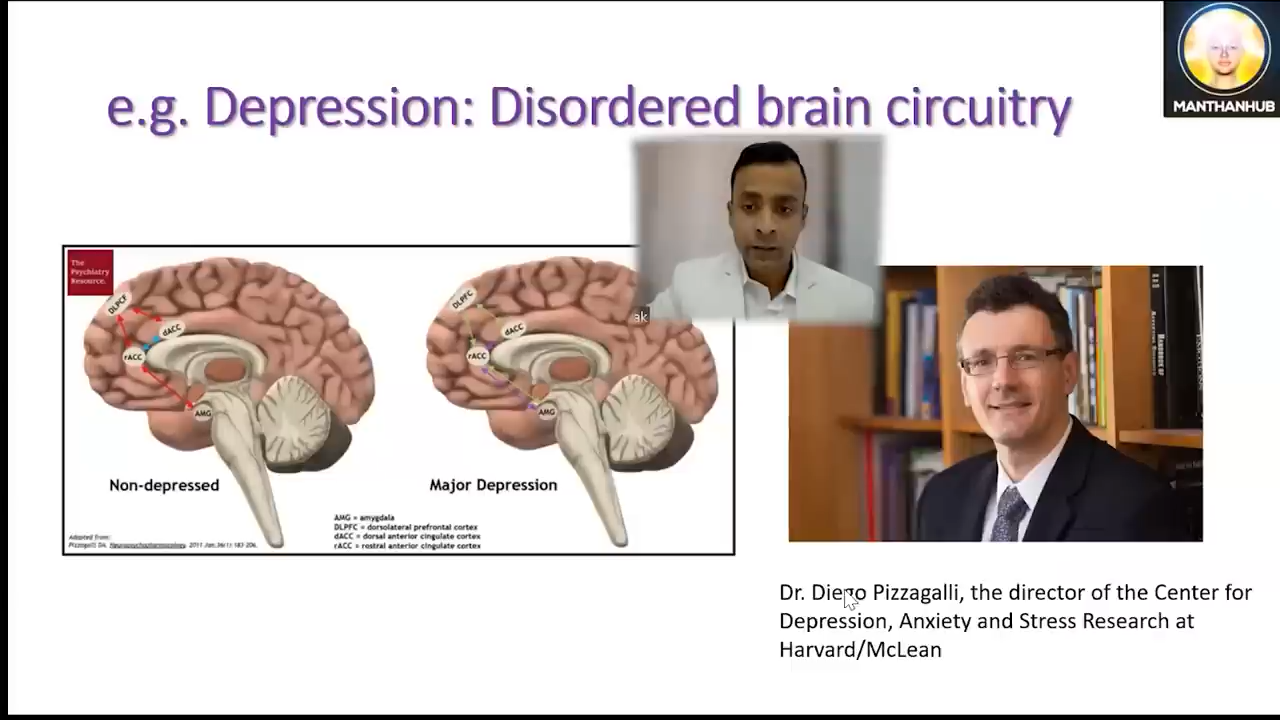 MANTHANHUB
e.g. Depression: Disordered brain circuitry
The
Psychiatry
Resource.
DLPCF
dACC
rACC
AMG
DLPFC
dACC
rACC
AMG
ak
Non-depressed
Major Depression
AMG = amygdala
DLPFC = dorsolateral prefrontal cortex
dACC = dorsal anterior cingulate cortex
rACC = rostral anterior cingulate cortex
Adapted from:
Pizzagalli DA. Neuropsychopharmacology. 2011 Jan;36(1):183-206.
Dr. Diego Pizzagalli, the director of the Center for
Depression, Anxiety and Stress Research at
Harvard/McLean